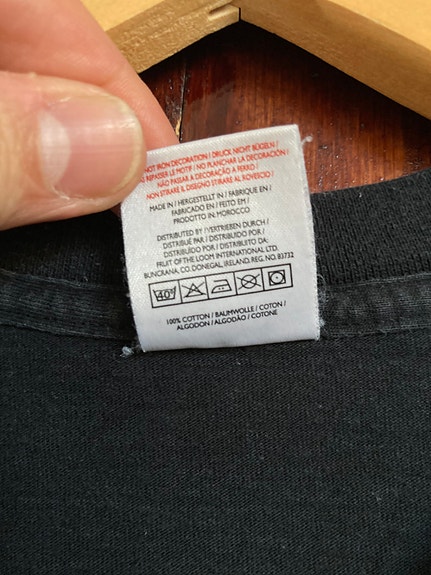 NOT IRON DECORATION / DRUCK NICHT BÜGELN /
REPASSER LE MOTIF / NO PLANCHAR LA DECORACIÓN /
NÃO PASSAR A DECORAÇÃO A FERRO /
NON STIRARE IL DISEGNO STIRARE AL ROVESCIO /
MADE IN / HERGESTELLT IN / FABRIQUE EN /
FABRICADO EN / FEITO EM /
PRODOTTO IN: MOROCCO
DISTRIBUTED BY / VERTRIEBEN DURCH /
DISTRIBUÉ PAR / DISTRIBUIDO POR /
DISTRIBUÍDO POR / DISTRIBUITO DA:
FRUIT OF THE LOOM INTERNATIONAL LTD.
BUNCRANA, CO. DONEGAL, IRELAND. REG. NO. 83732
40°
100% COTTON / BAUMWOLLE / COTON /
ALGODON / ALGODÃO / COTONE